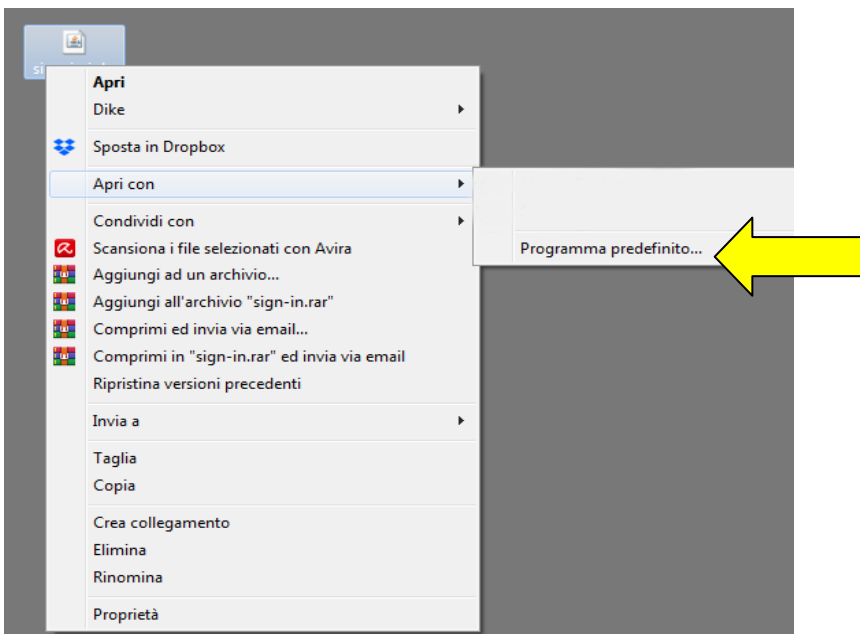 Apri
Dike
Sposta in Dropbox
Apri con
Programma predefinito...
Condividi con
Scansiona i file selezionati con Avira
Aggiungi ad un archivio...
Aggiungi all'archivio "sign-in.rar"
Comprimi ed invia via email...
Comprimi in "sign-in.rar" ed invia via email
Ripristina versioni precedenti
Invia a
Taglia
Copia
Crea collegamento
Elimina
Rinomina
Proprietà